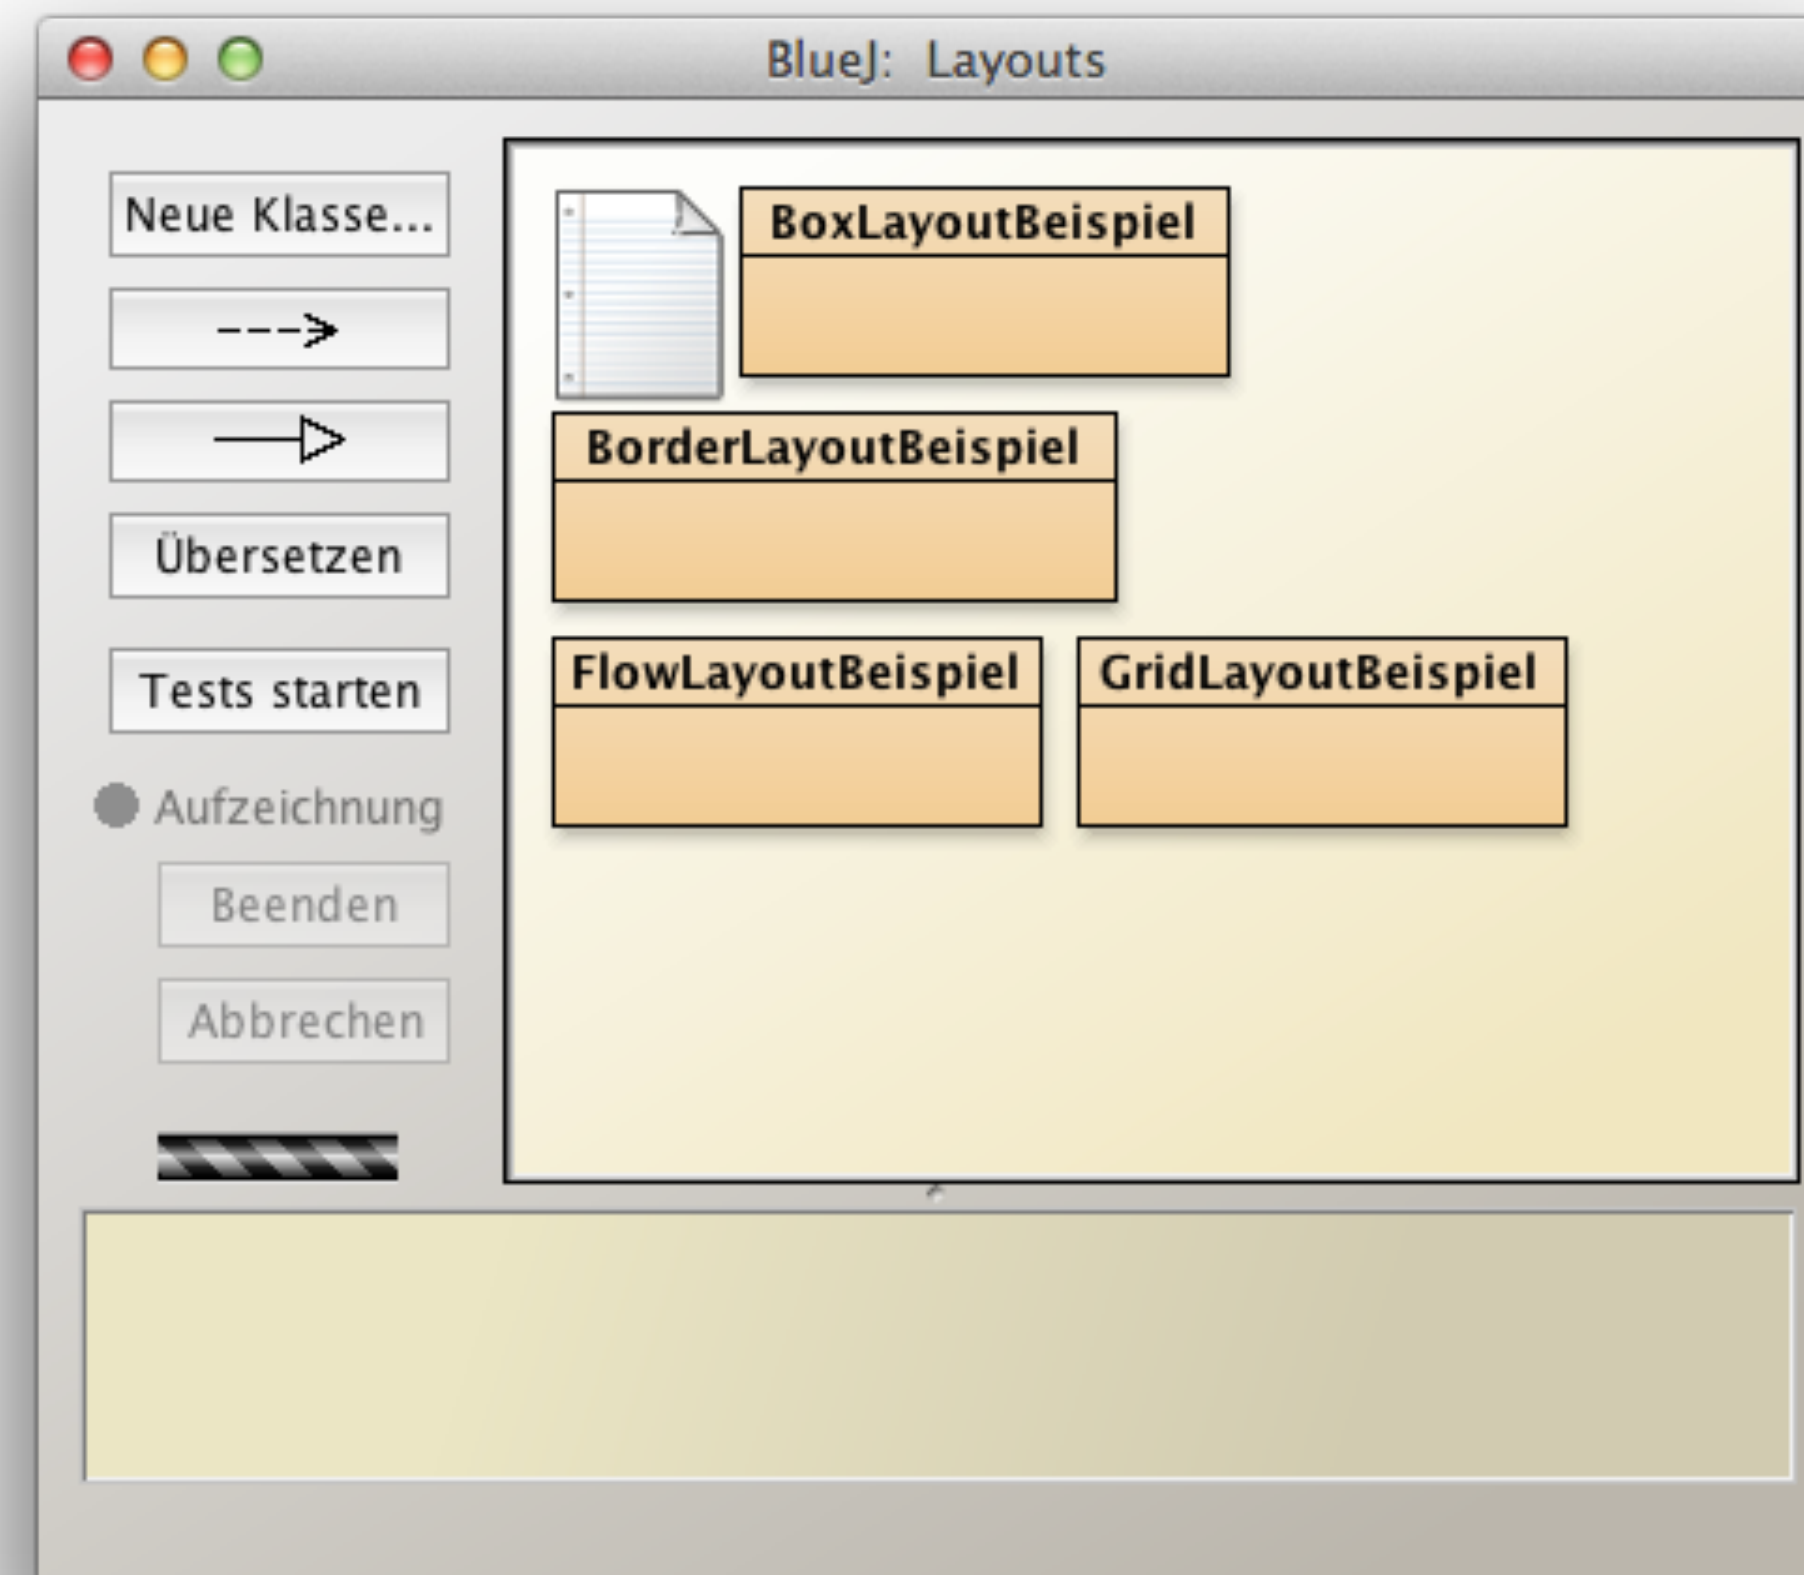 BlueJ: Layouts
Neue Klasse...
Übersetzen
Tests starten
Aufzeichnung
Beenden
Abbrechen
BoxLayoutBeispiel
BorderLayoutBeispiel
FlowLayoutBeispiel
GridLayoutBeispiel